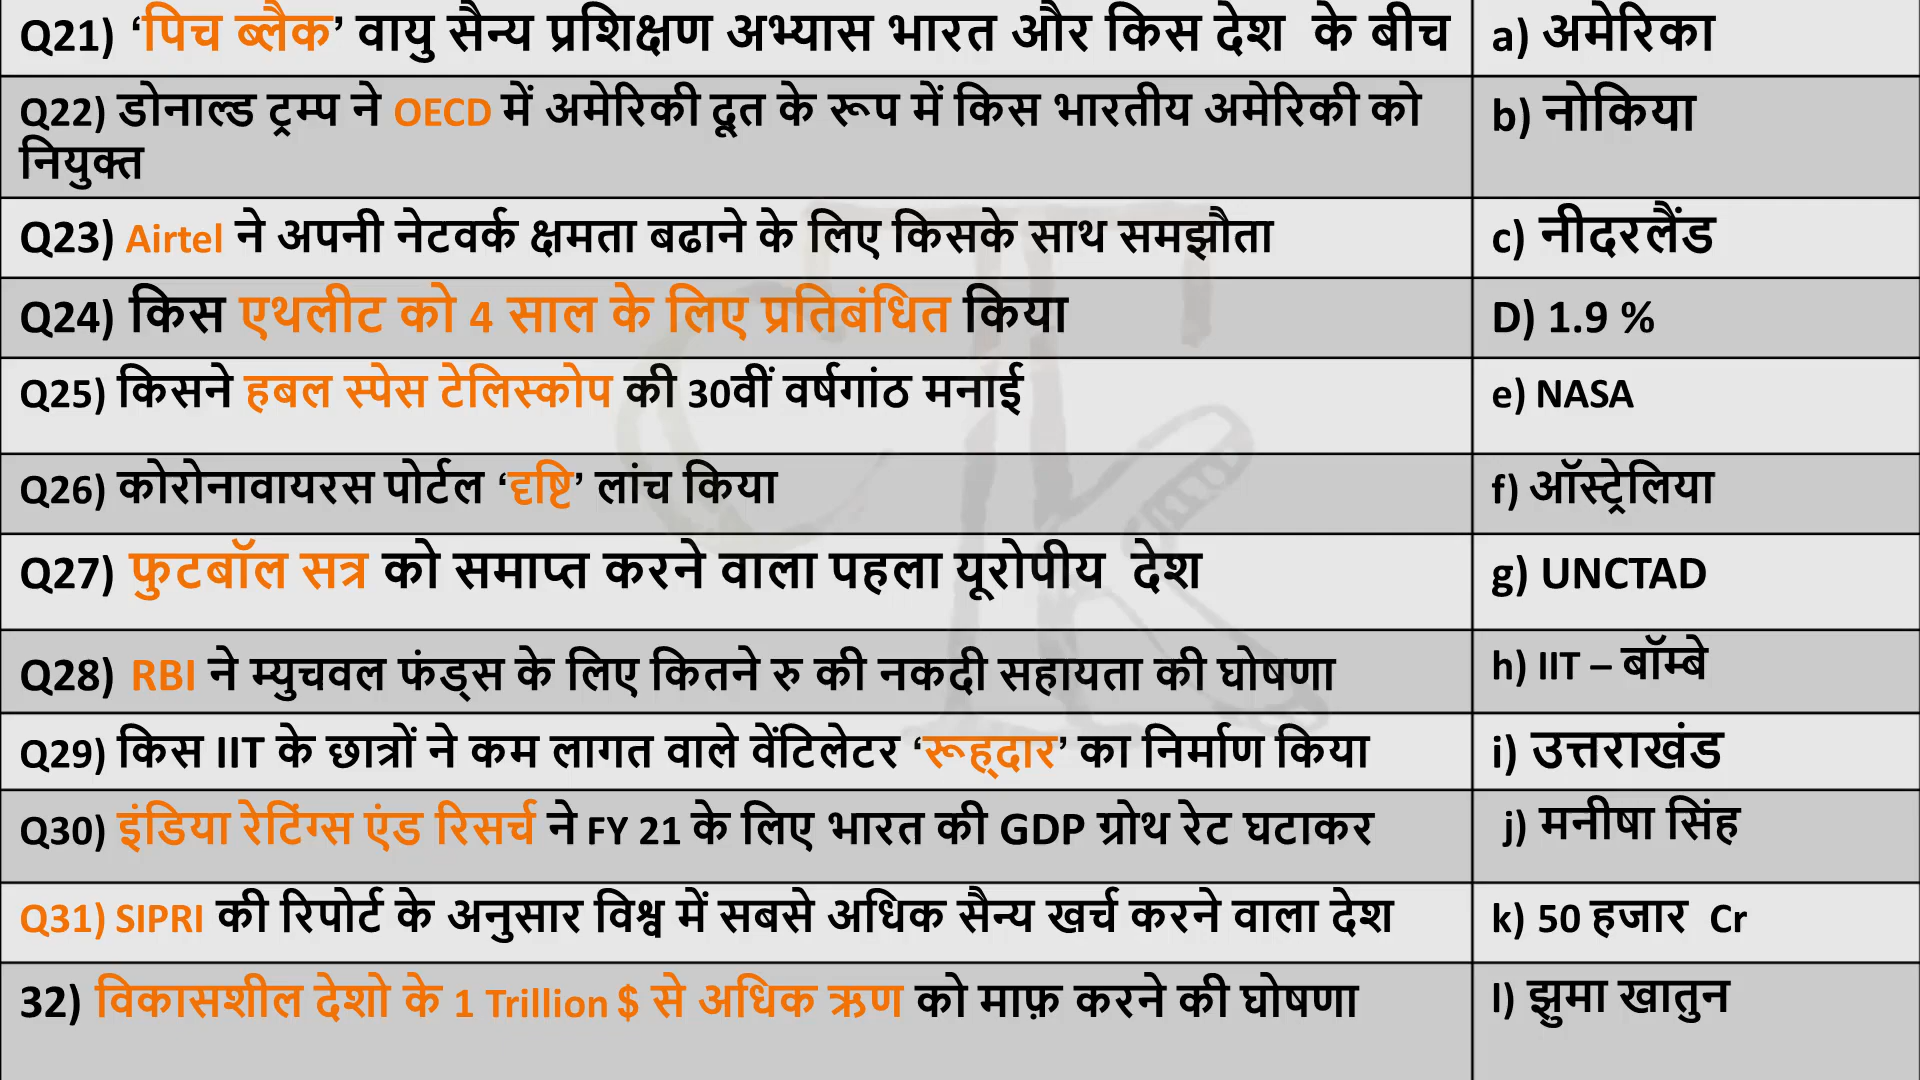 Q21) ‘पिच ब्लैक’ वायु सैन्य प्रशिक्षण अभ्यास भारत और किस देश के बीच
a) अमेरिका
Q22) डोनाल्ड ट्रम्प ने OECD में अमेरिकी दूत के रूप में किस भारतीय अमेरिकी को
नियुक्त
b) नोकिया
Q23) Airtel ने अपनी नेटवर्क क्षमता बढाने के लिए किसके साथ समझौता
c) नीदरलैंड
Q24) किस एथलीट को 4 साल के लिए प्रतिबंधित किया
D) 1.9 %
Q25) किसने हबल स्पेस टेलिस्कोप की 30वीं वर्षगांठ मनाई
e) NASA
Q26) कोरोनावायरस पोर्टल ‘दृष्टि’ लांच किया
f) ऑस्ट्रेलिया
Q27) फुटबॉल सत्र को समाप्त करने वाला पहला यूरोपीय देश
g) UNCTAD
Q28) RBI ने म्युचवल फंड्स के लिए कितने रु की नकदी सहायता की घोषणा
h) IIT – बॉम्बे
Q29) किस IIT के छात्रों ने कम लागत वाले वेंटिलेटर ‘रूह्दार’ का निर्माण किया
i) उत्तराखंड
Q30) इंडिया रेटिंग्स एंड रिसर्च ने FY 21 के लिए भारत की GDP ग्रोथ रेट घटाकर
j) मनीषा सिंह
Q31) SIPRI की रिपोर्ट के अनुसार विश्व में सबसे अधिक सैन्य खर्च करने वाला देश
k) 50 हजार Cr
32) विकासशील देशो के 1 Trillion $ से अधिक ऋण को माफ़ करने की घोषणा
l) झुमा खातुन